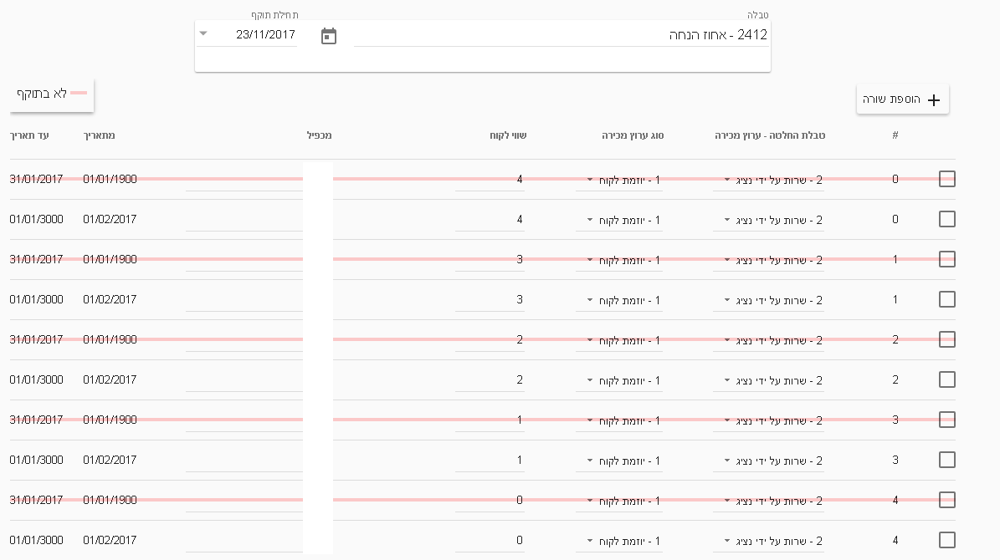 טבלה תחילת תוקף
2412 - אחוז הנחה 23/11/2017
הוספת שורה לא בתוקף
# טבלת החלטה - ערוץ מכירה סוג ערוץ מכירה שווי לקוח מכפיל מתאריך עד תאריך
0 2 - שרות על ידי נציג 1 - יוזמת לקוח 4 01/01/1900 31/01/2017
0 2 - שרות על ידי נציג 1 - יוזמת לקוח 4 01/02/2017 01/01/3000
1 2 - שרות על ידי נציג 1 - יוזמת לקוח 3 01/01/1900 31/01/2017
1 2 - שרות על ידי נציג 1 - יוזמת לקוח 3 01/02/2017 01/01/3000
2 2 - שרות על ידי נציג 1 - יוזמת לקוח 2 01/01/1900 31/01/2017
2 2 - שרות על ידי נציג 1 - יוזמת לקוח 2 01/02/2017 01/01/3000
3 2 - שרות על ידי נציג 1 - יוזמת לקוח 1 01/01/1900 31/01/2017
3 2 - שרות על ידי נציג 1 - יוזמת לקוח 1 01/02/2017 01/01/3000
4 2 - שרות על ידי נציג 1 - יוזמת לקוח 0 01/01/1900 31/01/2017
4 2 - שרות על ידי נציג 1 - יוזמת לקוח 0 01/02/2017 01/01/3000